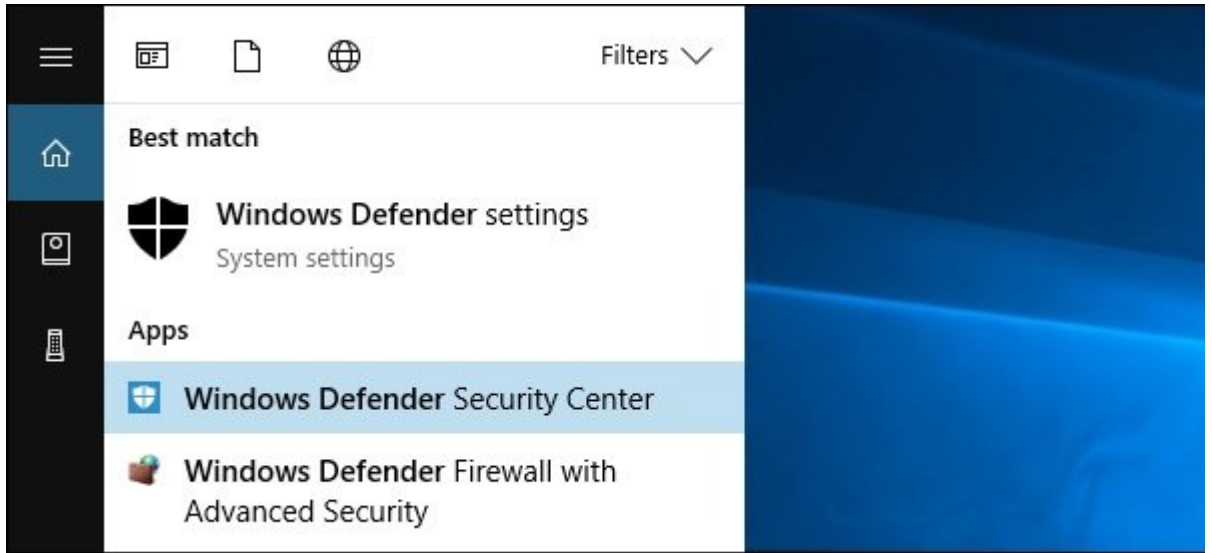 Filters
Best match
Windows Defender settings
System settings
Apps
Windows Defender Security Center
Windows Defender Firewall with
Advanced Security